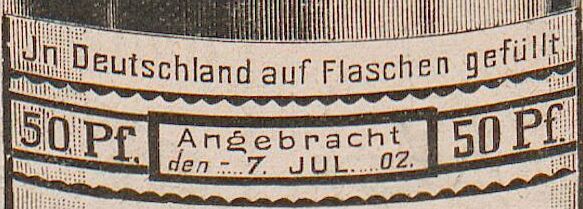 Jn Deutschland auf Flaschen gefüllt
50 Pf. Angebracht 50 Pf.
den - 7. JUL. 02.